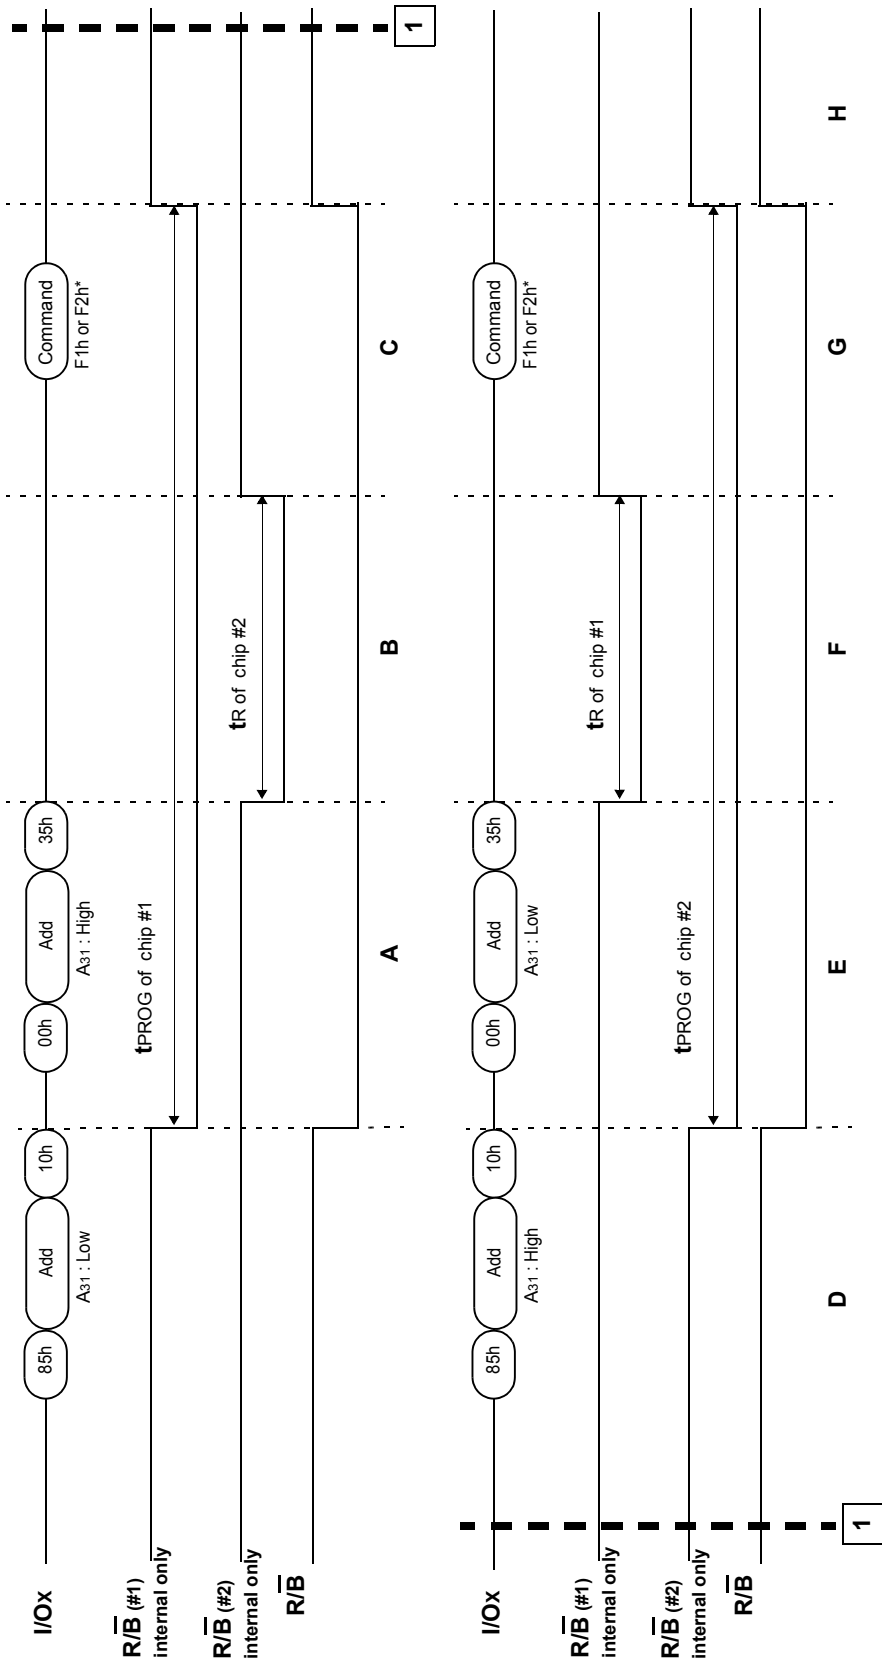 I/Ox
85h
Add
10h
00h
Add
35h
Command
A31 : Low
A31 : High
F1h or F2h*
R/B (#1)
internal only
tPROG of chip #1
R/B (#2)
internal only
tR of chip #2
R/B
A
B
C
1
I/Ox
85h
Add
10h
00h
Add
35h
Command
A31 : High
A31 : Low
F1h or F2h*
R/B (#1)
internal only
tR of chip #1
R/B (#2)
internal only
tPROG of chip #2
R/B
1
D
E
F
G
H